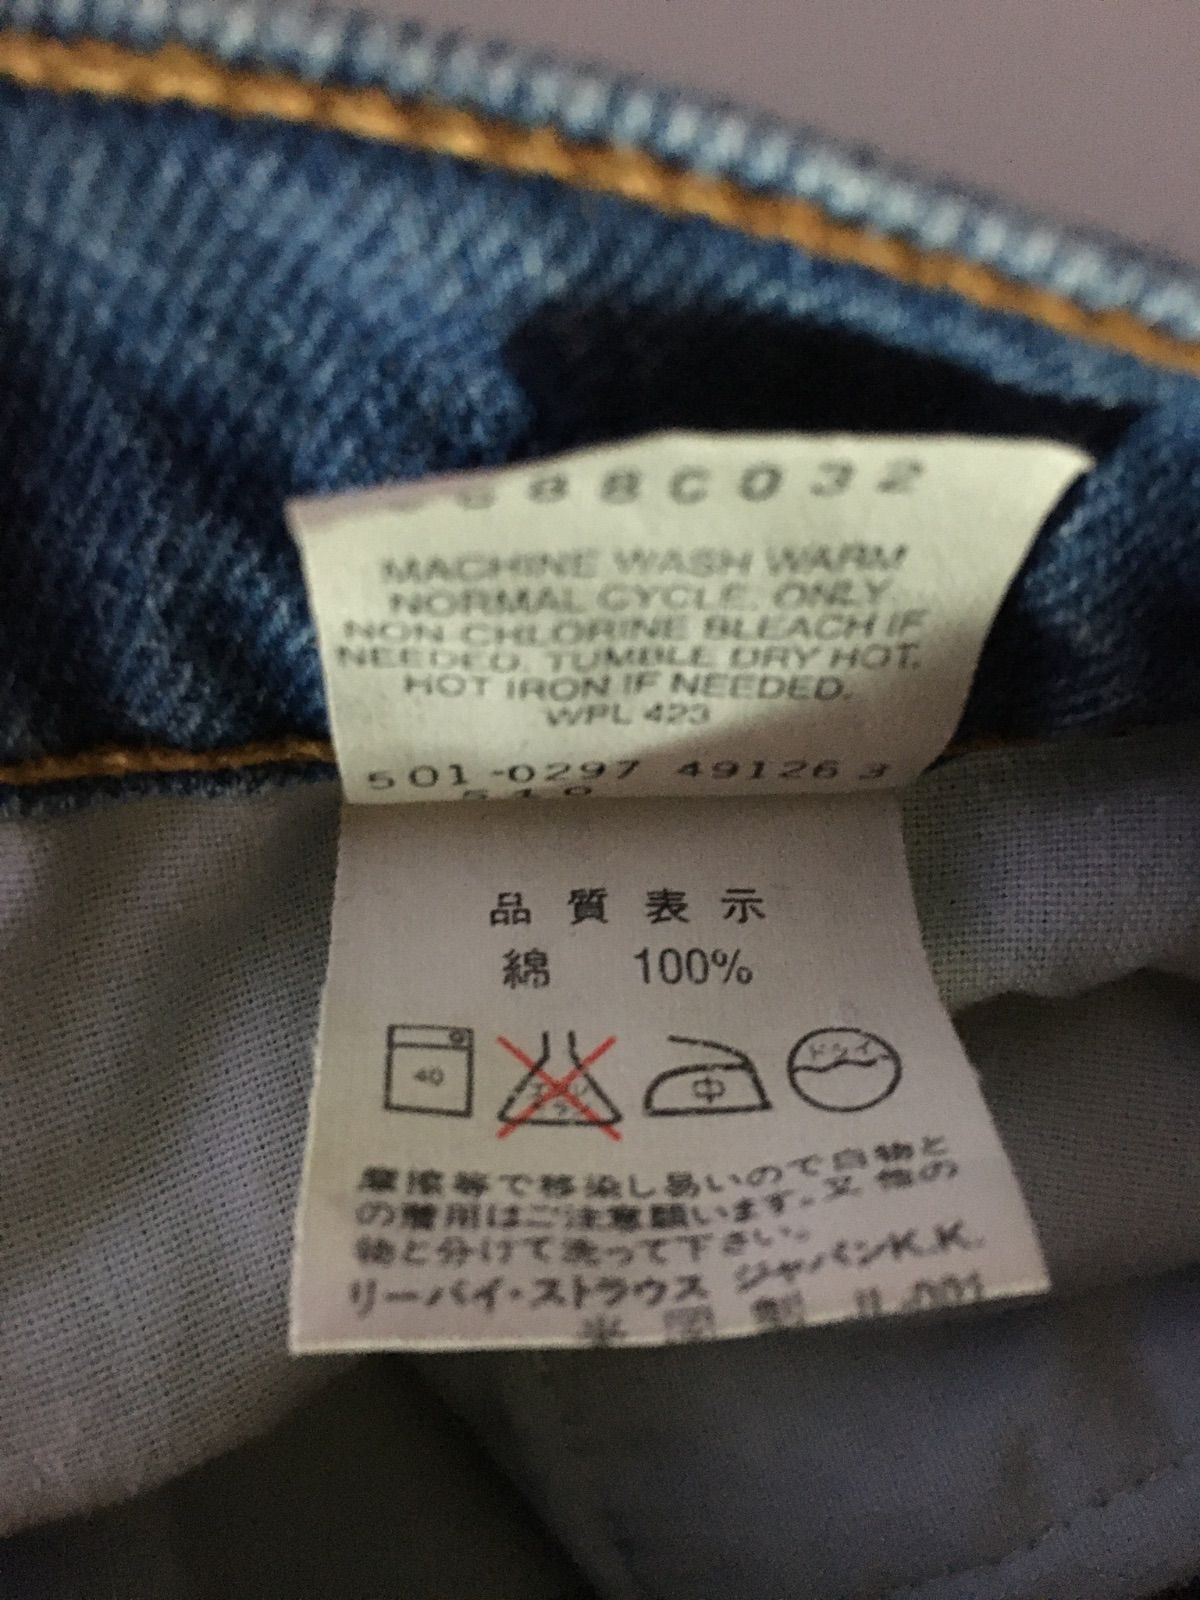 88C032
MACHINE WASH WARM
NORMAL CYCLE. ONLY
NON CHLORINE BLEACH IF
NEEDED. TUMBLE DRY HOT.
HOT IRON IF NEEDED.
WPL 423
501-0297 49126 3
品質表示
綿 100%
40
中
ドライ
摩擦等で移染し易いので白物と
の着用はご注意願います。又他の
物と分けて洗って下さい。
リーバイ・ストラウス ジャパンK.K.
米国製 IL-001